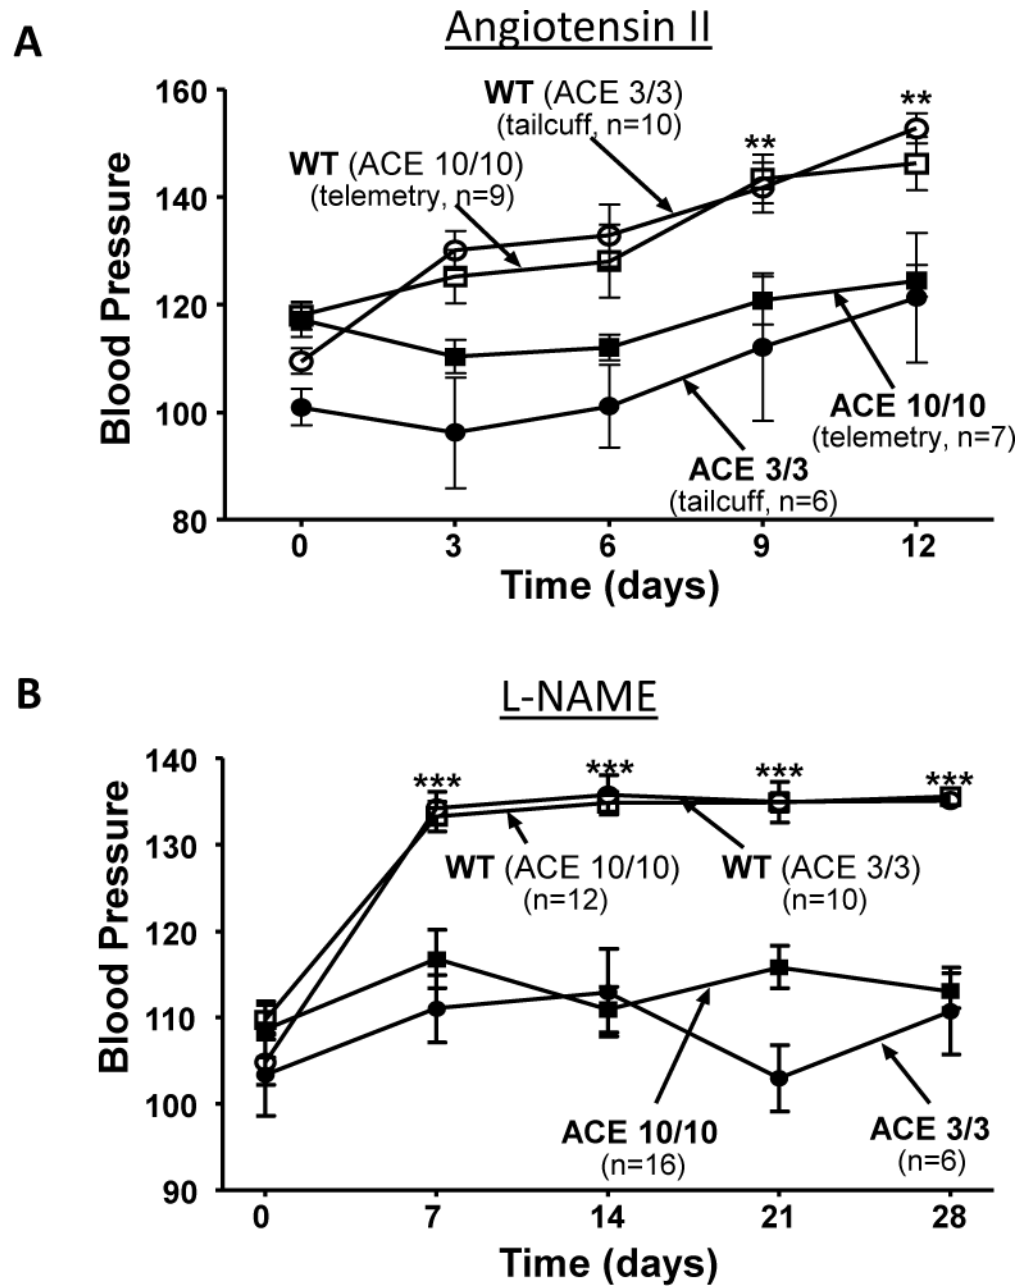 A
Angiotensin II
160
140
120
100
80
Blood Pressure
WT (ACE 3/3)
(tailcuff, n=10)
WT (ACE 10/10)
(telemetry, n=9)
**
**
ACE 10/10
(telemetry, n=7)
ACE 3/3
(tailcuff, n=6)
0 3 6 9 12
Time (days)
B
L-NAME
140
130
120
110
100
90
Blood Pressure
*** *** *** ***
WT (ACE 10/10)
(n=12)
WT (ACE 3/3)
(n=10)
ACE 10/10
(n=16)
ACE 3/3
(n=6)
0 7 14 21 28
Time (days)